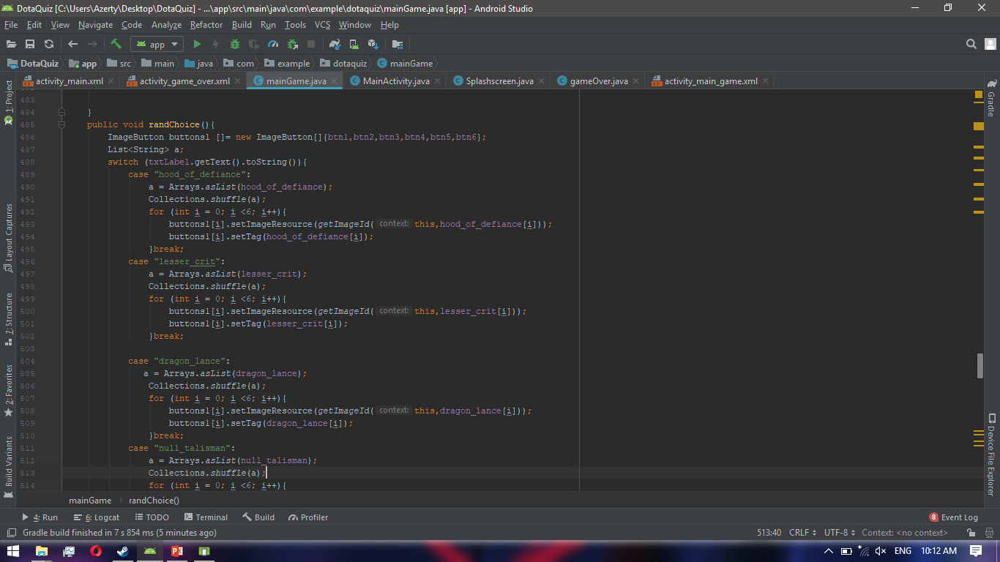 DotaQuiz [C:\Users\Azerty\Desktop\DotaQuiz] - ...\app\src\main\java\com\example\dotaquiz\mainGame.java [app] - Android Studio
File Edit View Navigate Code Analyze Refactor Build Run Tools VCS Window Help
app
DotaQuiz app src main java com example dotaquiz mainGame
activity_main.xml activity_game_over.xml mainGame.java MainActivity.java Splashscreen.java gameOver.java activity_main_game.xml
1: Project
Layout Captures
7: Structure
2: Favorites
Build Variants
483
484 }
485 public void randChoice(){
486 ImageButton buttons1 []= new ImageButton[]{btn1,btn2,btn3,btn4,btn5,btn6};
487 List<String> a;
488 switch (txtLabel.getText().toString()){
489 case "hood_of_defiance":
490 a = Arrays.asList(hood_of_defiance);
491 Collections.shuffle(a);
492 for (int i = 0; i <6; i++){
493 buttons1[i].setImageResource(getImageId( context: this,hood_of_defiance[i]));
494 buttons1[i].setTag(hood_of_defiance[i]);
495 }break;
496 case "lesser_crit":
497 a = Arrays.asList(lesser_crit);
498 Collections.shuffle(a);
499 for (int i = 0; i <6; i++){
500 buttons1[i].setImageResource(getImageId( context: this,lesser_crit[i]));
501 buttons1[i].setTag(lesser_crit[i]);
502 }break;
503
504 case "dragon_lance":
505 a = Arrays.asList(dragon_lance);
506 Collections.shuffle(a);
507 for (int i = 0; i <6; i++){
508 buttons1[i].setImageResource(getImageId( context: this,dragon_lance[i]));
509 buttons1[i].setTag(dragon_lance[i]);
510 }break;
511 case "null_talisman":
512 a = Arrays.asList(null_talisman);
513 Collections.shuffle(a);
514 for (int i = 0; i <6; i++){
Gradle
Device File Explorer
mainGame randChoice()
4: Run 6: Logcat TODO Terminal Build Profiler 8 Event Log
Gradle build finished in 7 s 854 ms (5 minutes ago) 513:40 CRLF UTF-8 Context: <no context>
ENG 10:12 AM